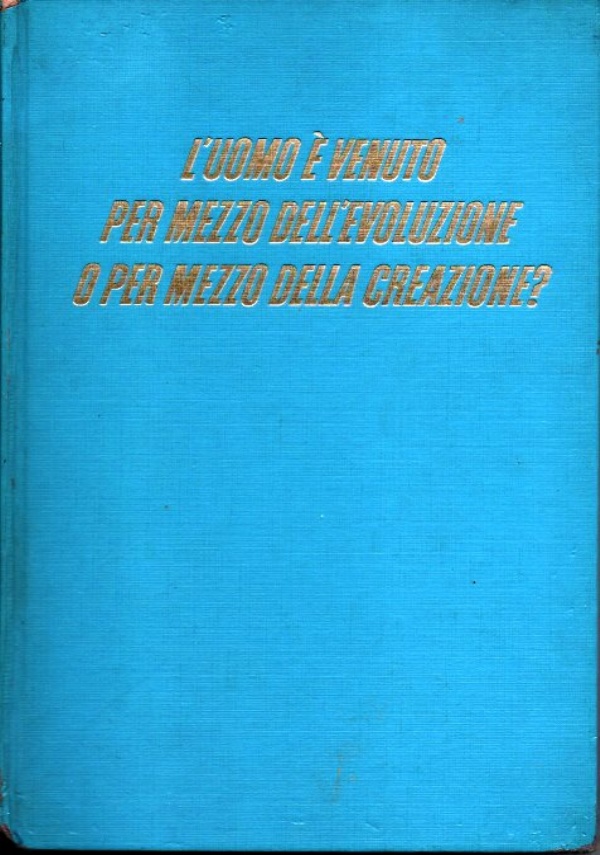 L'UOMO È VENUTO
PER MEZZO DELL'EVOLUZIONE
O PER MEZZO DELLA CREAZIONE?